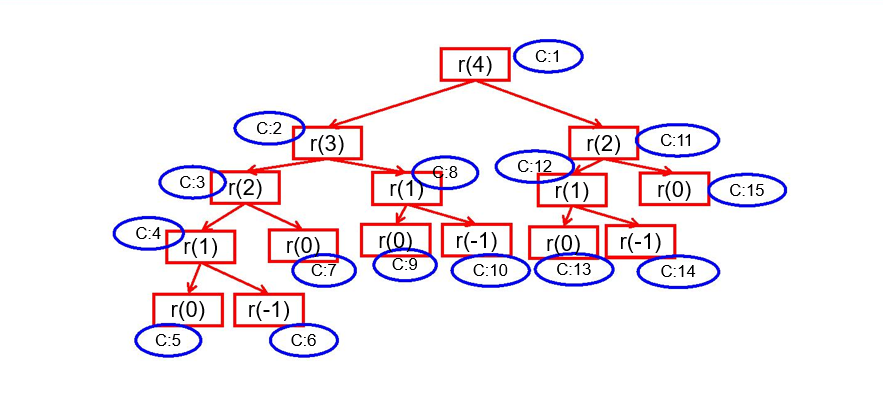 r(4) C:1
C:2 r(3) r(2) C:11
C:3 r(2) r(1) C:8 C:12 r(1) r(0) C:15
C:4 r(1) r(0) r(0) r(-1) r(0) r(-1)
C:7 C:9 C:10 C:13 C:14
r(0) r(-1)
C:5 C:6